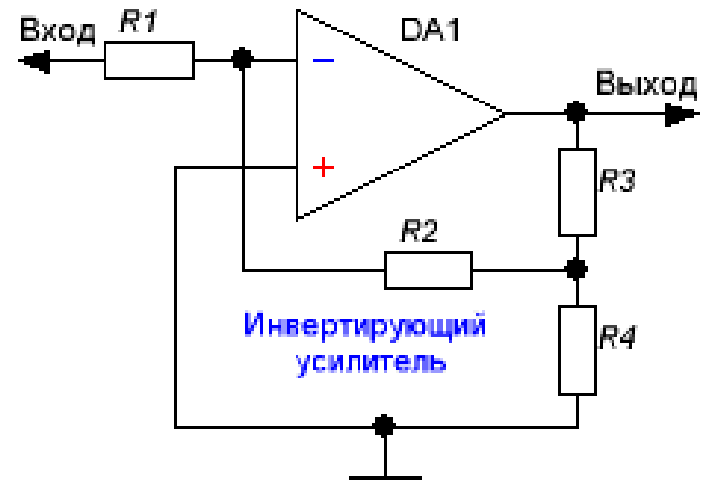 Вход
R1
DA1
−
Выход
+
R3
R2
Инвертирующий
усилитель
R4